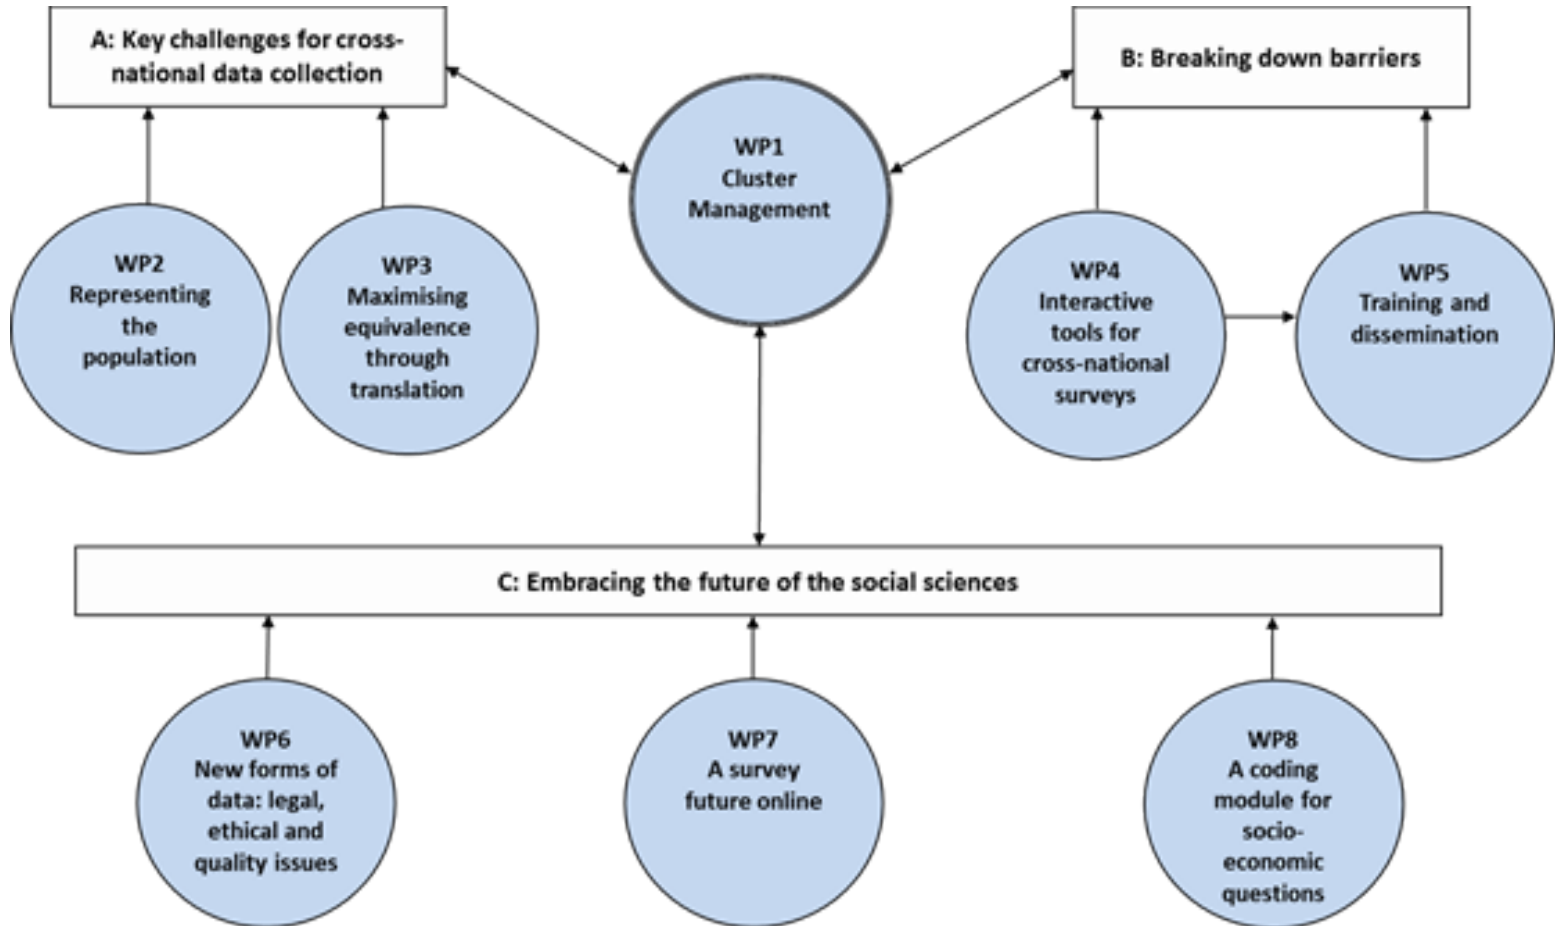 A: Key challenges for cross-
national data collection
B: Breaking down barriers
WP1
Cluster
Management
WP2
Representing
the
population
WP3
Maximising
equivalence
through
translation
WP4
Interactive
tools for
cross-national
surveys
WP5
Training and
dissemination
C: Embracing the future of the social sciences
WP6
New forms of
data: legal,
ethical and
quality issues
WP7
A survey
future online
WP8
A coding
module for
socio-
economic
questions